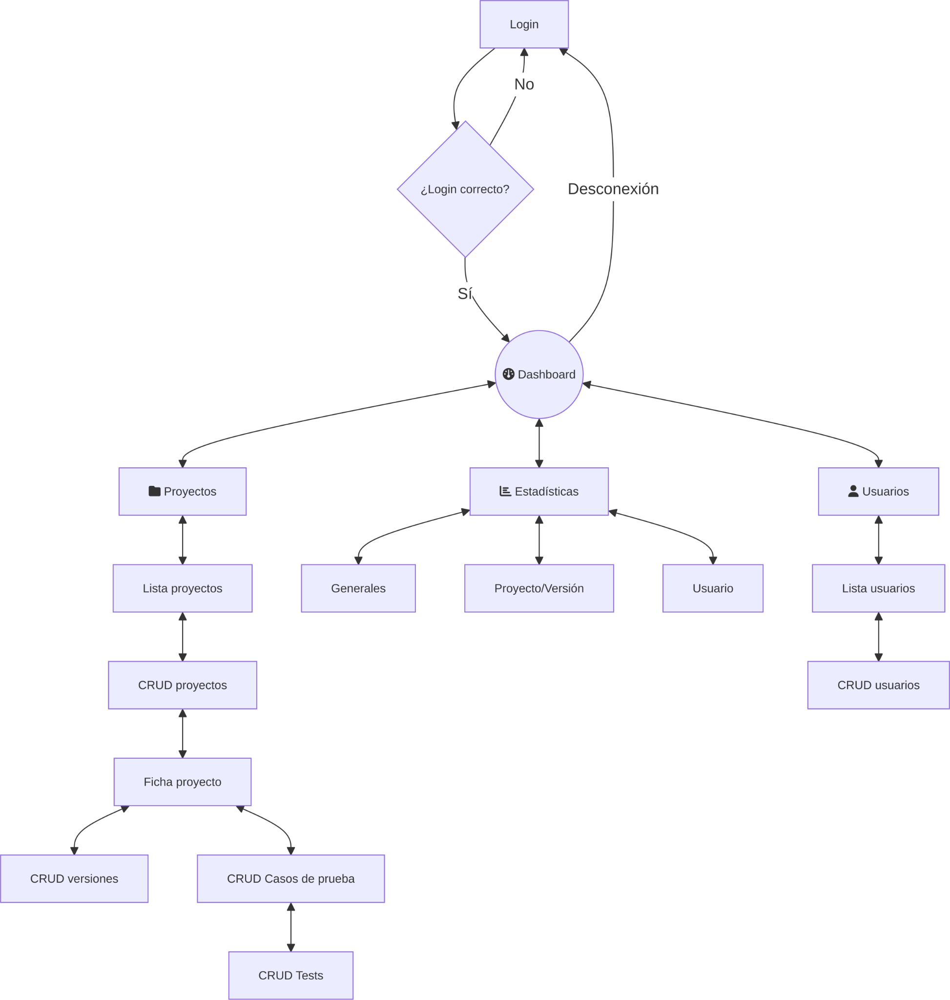 Login
No
¿Login correcto?
Desconexión
Sí
Dashboard
Proyectos
Estadísticas
Usuarios
Lista proyectos
Generales
Proyecto/Versión
Usuario
Lista usuarios
CRUD proyectos
CRUD usuarios
Ficha proyecto
CRUD versiones
CRUD Casos de prueba
CRUD Tests